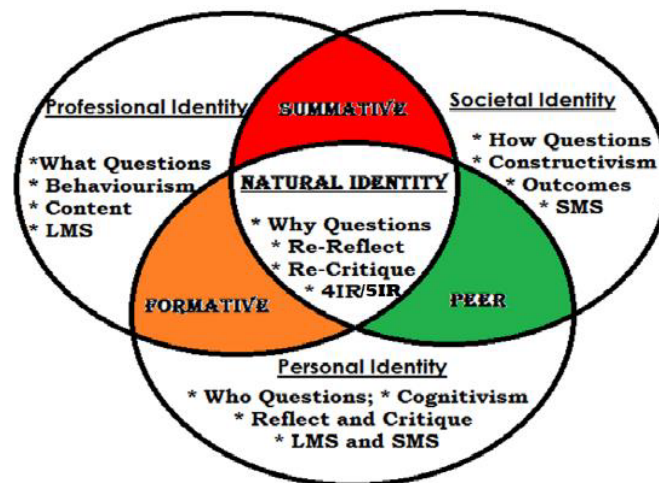 SUMMATIVE
Professional Identity
*What Questions
* Behaviourism
* Content
* LMS
Societal Identity
* How Questions
* Constructivism
* Outcomes
* SMS
NATURAL IDENTITY
* Why Questions
* Re-Reflect
* Re-Critique
* 4IR/5IR
FORMATIVE
PEER
Personal Identity
* Who Questions; * Cognitivism
* Reflect and Critique
* LMS and SMS